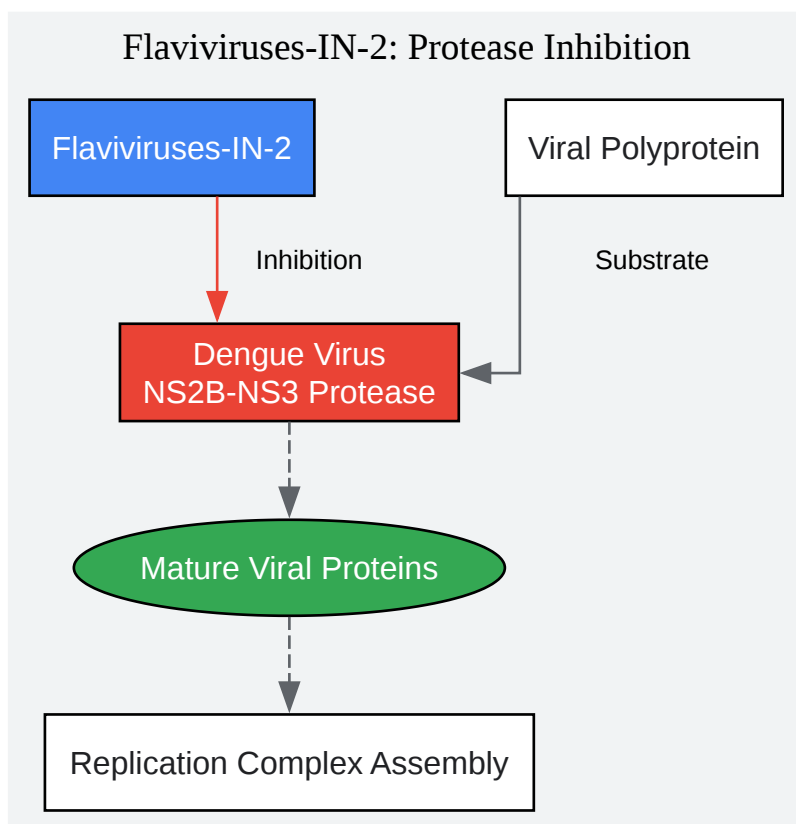 Flaviviruses-IN-2: Protease Inhibition
Flaviviruses-IN-2
Viral Polyprotein
Inhibition
Substrate
Dengue Virus
NS2B-NS3 Protease
Mature Viral Proteins
Replication Complex Assembly